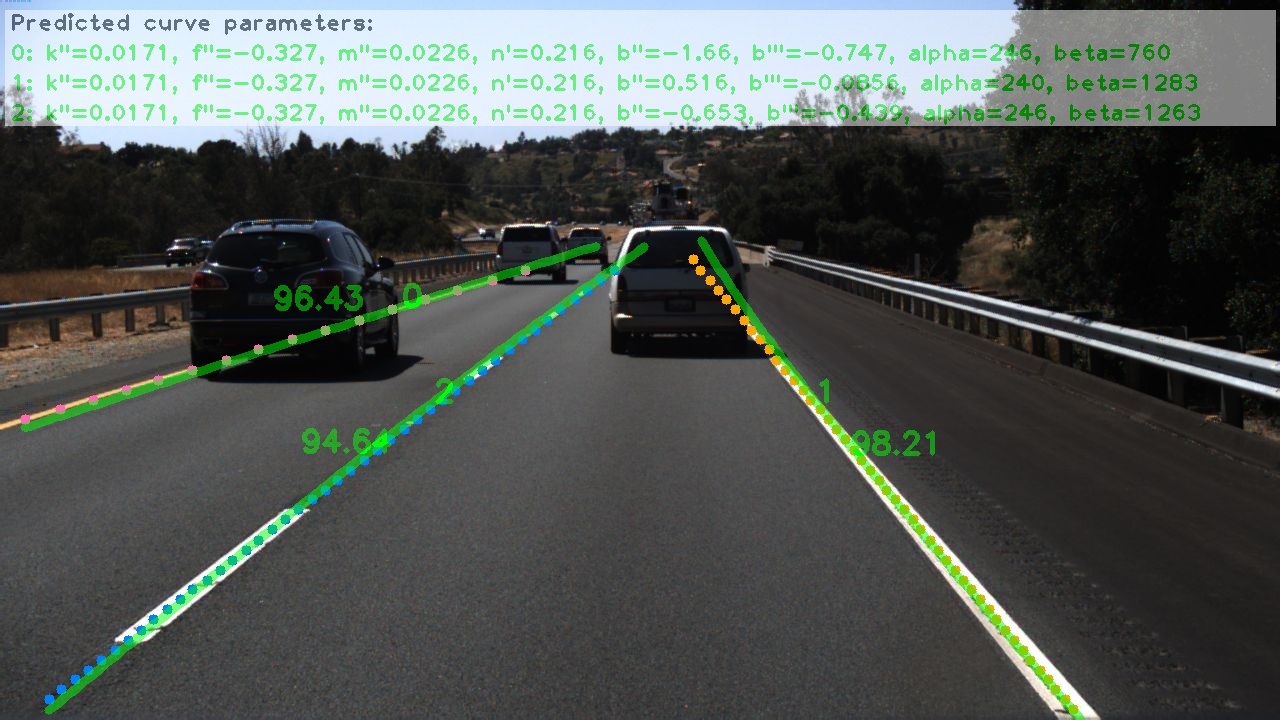 Predicted curve parameters:
0: k''=0.0171, f''=-0.327, m''=0.0226, n'=0.216, b''=-1.66, b'''=-0.747, alpha=246, beta=760
1: k''=0.0171, f''=-0.327, m''=0.0226, n'=0.216, b''=0.516, b'''=-0.0856, alpha=240, beta=1283
2: k''=0.0171, f''=-0.327, m''=0.0226, n'=0.216, b''=-0.653, b'''=-0.439, alpha=246, beta=1263
96.43 0
2 1
94.64 98.21